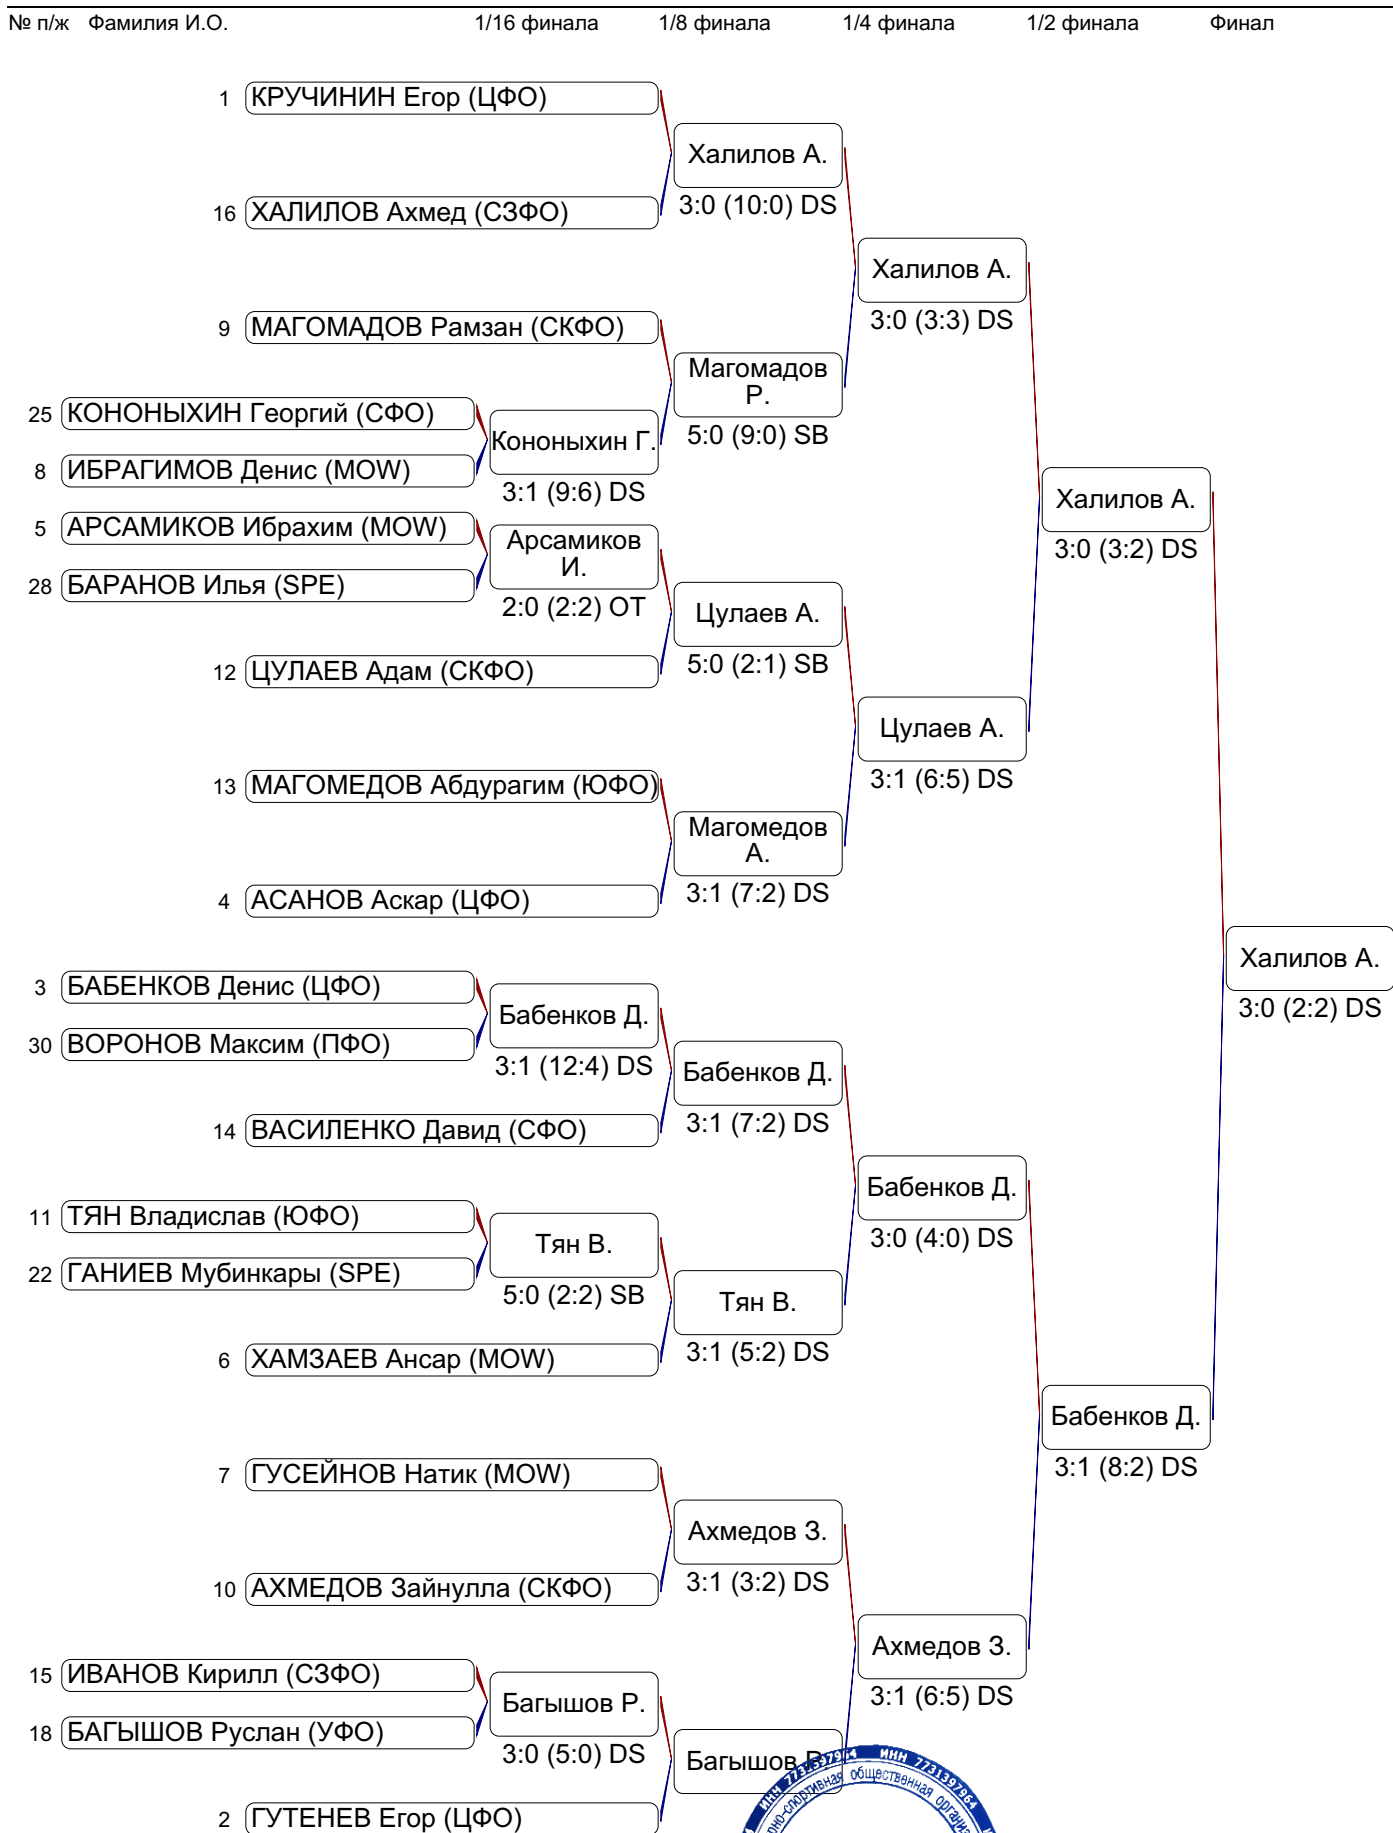 № п/ж Фамилия И.О. 1/16 финала 1/8 финала 1/4 финала 1/2 финала Финал
1 КРУЧИНИН Егор (ЦФО)
Халилов А.
3:0 (10:0) DS
16 ХАЛИЛОВ Ахмед (СЗФО)
Халилов А.
3:0 (3:3) DS
9 МАГОМАДОВ Рамзан (СКФО)
Магомадов
Р.
5:0 (9:0) SB
25 КОНОНЫХИН Георгий (СФО)
Кононыхин Г.
3:1 (9:6) DS
8 ИБРАГИМОВ Денис (MOW)
Халилов А.
3:0 (3:2) DS
5 АРСАМИКОВ Ибрахим (MOW)
Арсамиков
И.
2:0 (2:2) OT
28 БАРАНОВ Илья (SPE)
Цулаев А.
5:0 (2:1) SB
12 ЦУЛАЕВ Адам (СКФО)
Цулаев А.
3:1 (6:5) DS
13 МАГОМЕДОВ Абдурагим (ЮФО)
Магомедов
А.
3:1 (7:2) DS
4 АСАНОВ Аскар (ЦФО)
Халилов А.
3:0 (2:2) DS
3 БАБЕНКОВ Денис (ЦФО)
Бабенков Д.
3:1 (12:4) DS
30 ВОРОНОВ Максим (ПФО)
Бабенков Д.
3:1 (7:2) DS
14 ВАСИЛЕНКО Давид (СФО)
Бабенков Д.
3:0 (4:0) DS
11 ТЯН Владислав (ЮФО)
Тян В.
5:0 (2:2) SB
22 ГАНИЕВ Мубинкары (SPE)
Тян В.
3:1 (5:2) DS
6 ХАМЗАЕВ Ансар (MOW)
Бабенков Д.
3:1 (8:2) DS
7 ГУСЕЙНОВ Натик (MOW)
Ахмедов З.
3:1 (3:2) DS
10 АХМЕДОВ Зайнулла (СКФО)
Ахмедов З.
3:1 (6:5) DS
15 ИВАНОВ Кирилл (СЗФО)
Багышов Р.
3:0 (5:0) DS
18 БАГЫШОВ Руслан (УФО)
Багышов Р.
ИНН 7731397964 ИНН 7731397964
общественная
2 ГУТЕНЕВ Егор (ЦФО)